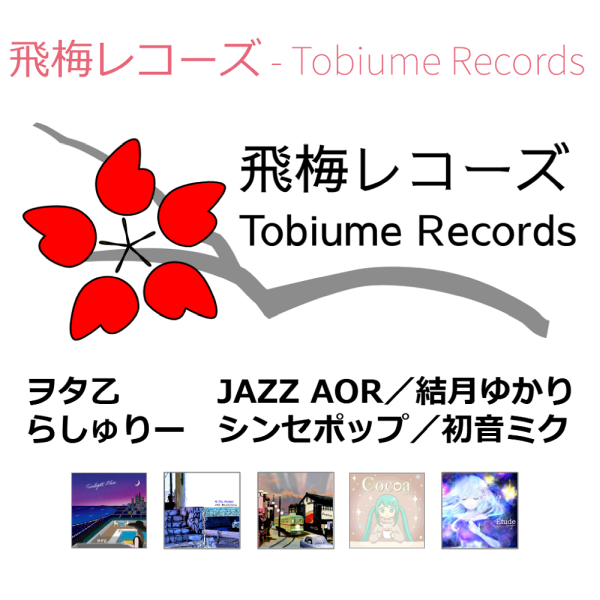 飛梅レコーズ - Tobiume Records
飛梅レコーズ
Tobiume Records
ヲタ乙 JAZZ AOR／結月ゆかり
らしゅりー シンセポップ／初音ミク
Cocoa
Etude